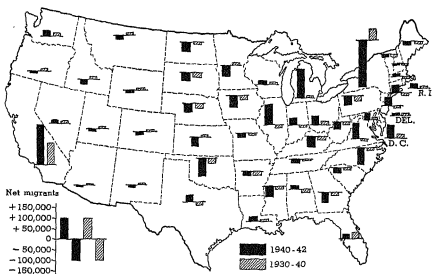 R. I.
DEL.
D. C.
Net migrants
+150,000
+100,000
+50,000
0
-50,000
-100,000
-150,000
1940-42
1930-40